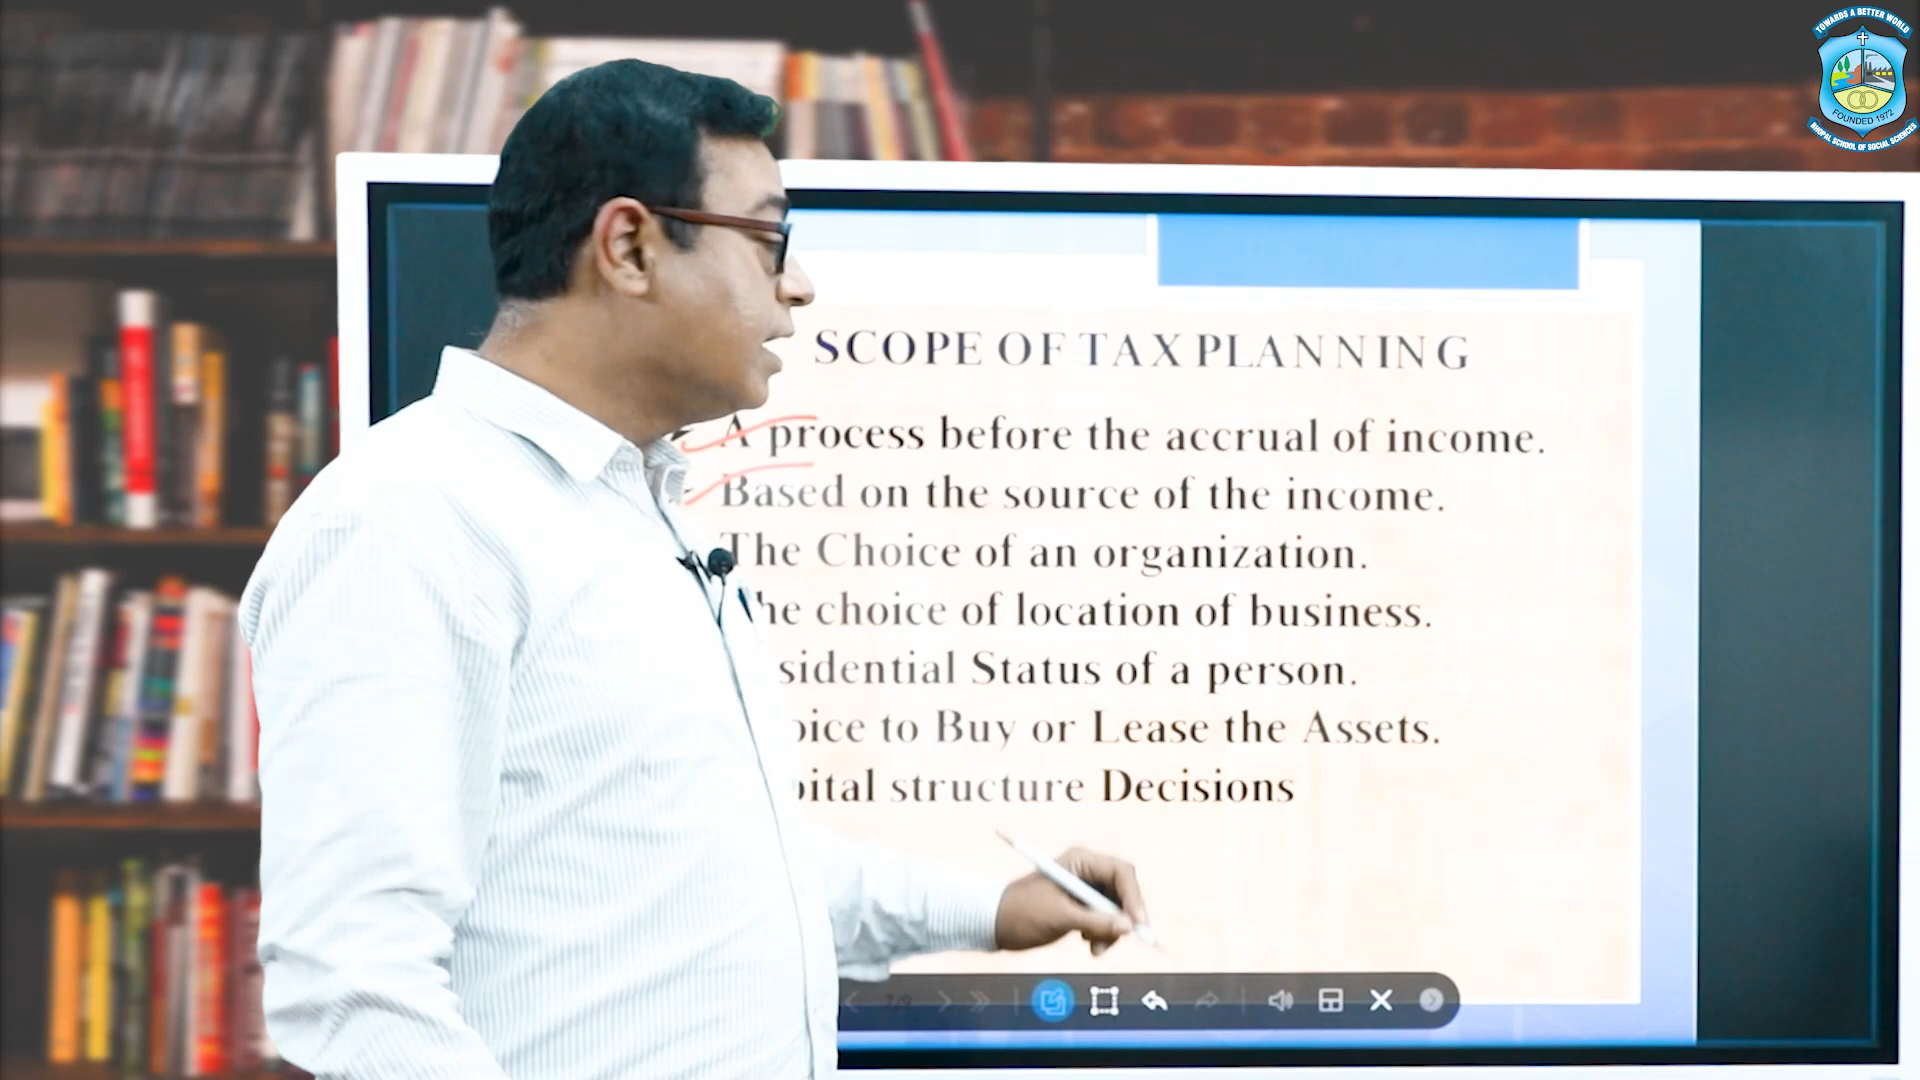 TOWARDS A BETTER WORLD
FOUNDED 1972
BHOPAL SCHOOL OF SOCIAL SCIENCES
SCOPE OF TAX PLANNING
A process before the accrual of income.
Based on the source of the income.
The Choice of an organization.
he choice of location of business.
sidential Status of a person.
oice to Buy or Lease the Assets.
pital structure Decisions